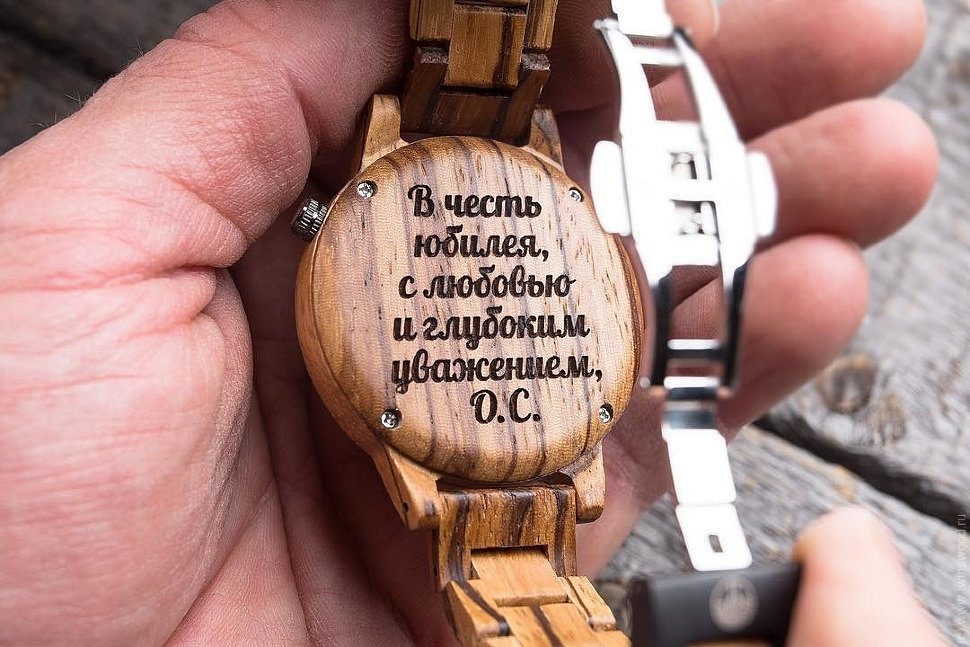 В честь
юбилея,
с любовью
и глубоким
уважением,
О.С.